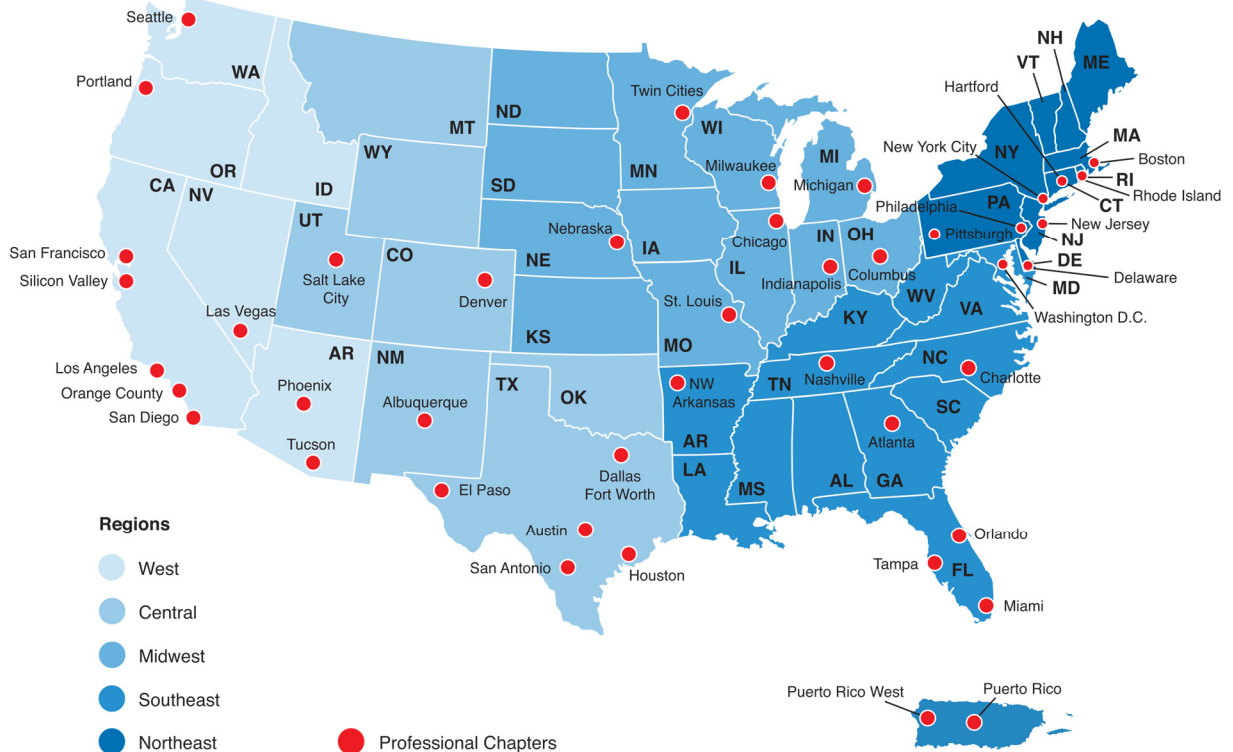 Seattle
WA
Portland
OR
ID
MT
WY
ND
SD
NE
KS
Nebraska
Twin Cities
MN
WI
Milwaukee
MI
Michigan
IA
Chicago
IL
IN
Indianapolis
OH
Columbus
St. Louis
MO
CA
NV
UT
Salt Lake
City
CO
Denver
San Francisco
Silicon Valley
Las Vegas
Los Angeles
Orange County
San Diego
AR
Phoenix
Tucson
NM
Albuquerque
TX
OK
El Paso
Dallas
Fort Worth
Austin
San Antonio
Houston
NW
Arkansas
AR
LA
MS
AL
GA
Atlanta
TN
Nashville
KY
WV
VA
NC
Charlotte
SC
FL
Orlando
Tampa
Miami
NH
VT
ME
Hartford
New York City
NY
MA
Boston
RI
Rhode Island
CT
PA
Philadelphia
Pittsburgh
New Jersey
NJ
DE
Delaware
MD
Washington D.C.
Puerto Rico West
Puerto Rico
Regions
West
Central
Midwest
Southeast
Northeast
Professional Chapters